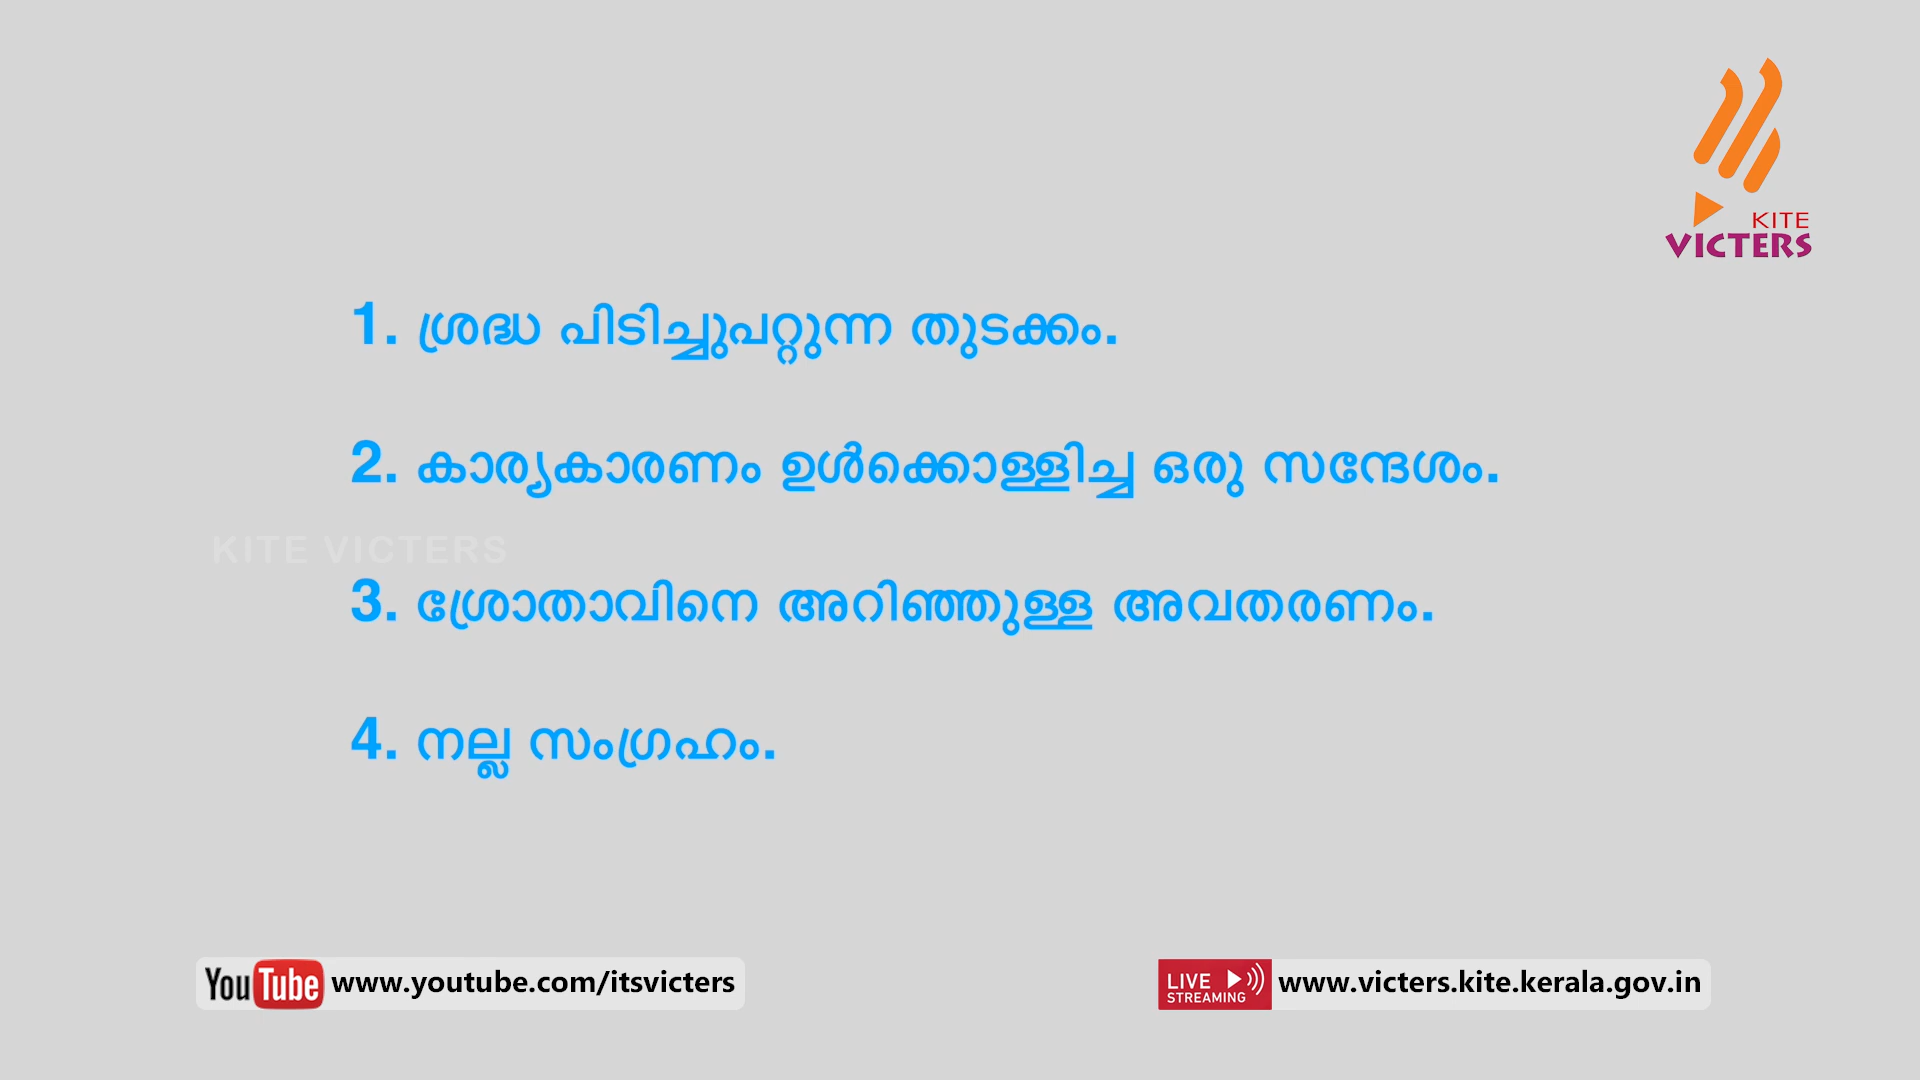 KITE
VICTERS
1. ശ്രദ്ധ പിടിച്ചുപറ്റുന്ന തുടക്കം.
2. കാര്യകാരണം ഉൾക്കൊള്ളിച്ച ഒരു സന്ദേശം.
KITE VICTERS
3. ശ്രോതാവിനെ അറിഞ്ഞുള്ള അവതരണം.
4. നല്ല സംഗ്രഹം.
YouTube www.youtube.com/itsvicters
LIVE STREAMING www.victers.kite.kerala.gov.in